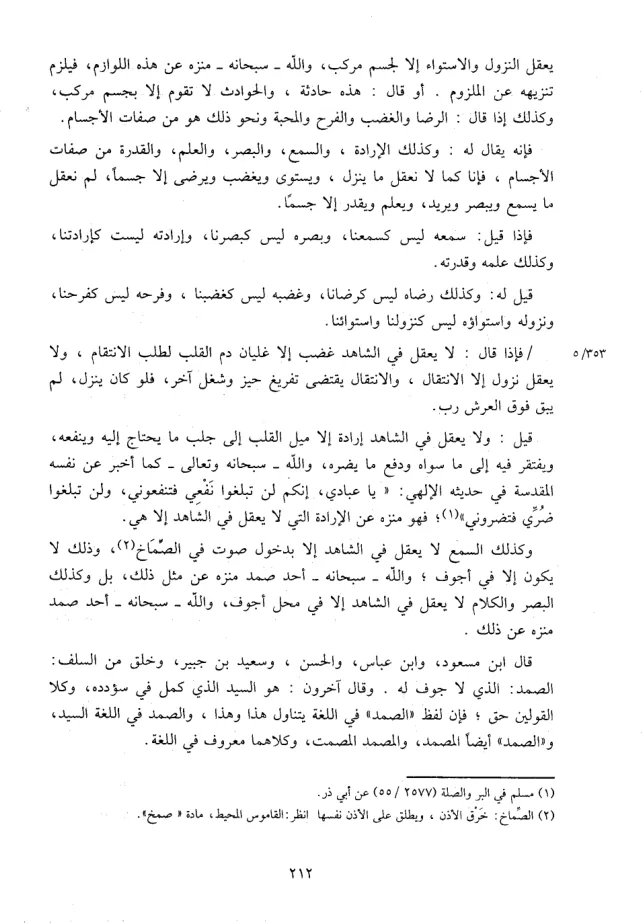 يعقل النزول والاستواء إلا لجسم مركب، والله ـ سبحانه ـ منزه عن هذه اللوازم، فيلزم
تنزيهه عن الملزوم . أو قال : هذه حادثة ، والحوادث لا تقوم إلا بجسم مركب،
وكذلك إذا قال : الرضا والغضب والفرح والمحبة ونحو ذلك هو من صفات الأجسام.
فإنه يقال له : وكذلك الإرادة ، والسمع، والبصر، والعلم، والقدرة من صفات
الأجسام ، فإنا كما لا نعقل ما ينزل ، ويستوى ويغضب ويرضى إلا جسماً، لم نعقل
ما يسمع ويبصر ويريد، ويعلم ويقدر إلا جسمًا.
فإذا قيل: سمعه ليس كسمعنا، وبصره ليس كبصرنا، وإرادته ليست كإرادتنا،
وكذلك علمه وقدرته.
قيل له: وكذلك رضاه ليس كرضانا، وغضبه ليس كغضبنا ، وفرحه ليس كفرحنا،
ونزوله واستواؤه ليس كنزولنا واستوائنا.
٥/٣٥٣ /فإذا قال : لا يعقل في الشاهد غضب إلا غليان دم القلب لطلب الانتقام ، ولا
يعقل نزول إلا الانتقال ، والانتقال يقتضى تفريغ حيز وشغل آخر، فلو كان ينزل، لم
يبق فوق العرش رب.
قيل : ولا يعقل في الشاهد إرادة إلا ميل القلب إلى جلب ما يحتاج إليه وينفعه،
ويفتقر فيه إلى ما سواه ودفع ما يضره، والله ـ سبحانه وتعالى ـ كما أخبر عن نفسه
المقدسة في حديثه الإلهي: « يا عبادي، إنكم لن تبلغوا نَفْعِي فتنفعوني، ولن تبلغوا
ضُرِّي فتضروني»(١)؛ فهو منزه عن الإرادة التي لا يعقل في الشاهد إلا هي.
وكذلك السمع لا يعقل في الشاهد إلا بدخول صوت في الصِّمَاخ(٢)، وذلك لا
يكون إلا في أجوف ؛ والله ـ سبحانه ـ أحد صمد منزه عن مثل ذلك، بل وكذلك
البصر والكلام لا يعقل في الشاهد إلا في محل أجوف، والله ـ سبحانه ـ أحد صمد
منزه عن ذلك .
قال ابن مسعود، وابن عباس، والحسن ، وسعيد بن جبير، وخلق من السلف:
الصمد: الذي لا جوف له . وقال آخرون : هو السيد الذي كمل في سؤدده، وكلا
القولين حق ؛ فإن لفظ «الصمد» في اللغة يتناول هذا وهذا ، والصمد في اللغة السيد،
و«الصمد» أيضاً المصمد، والمصمد المصمت، وكلاهما معروف في اللغة.
(١) مسلم في البر والصلة (٢٥٧٧ / ٥٥) عن أبي ذر.
(٢) الصِّماخ: خَرْق الأذن ، ويطلق على الأذن نفسها انظر: القاموس المحيط، مادة « صمخ».
٢١٢